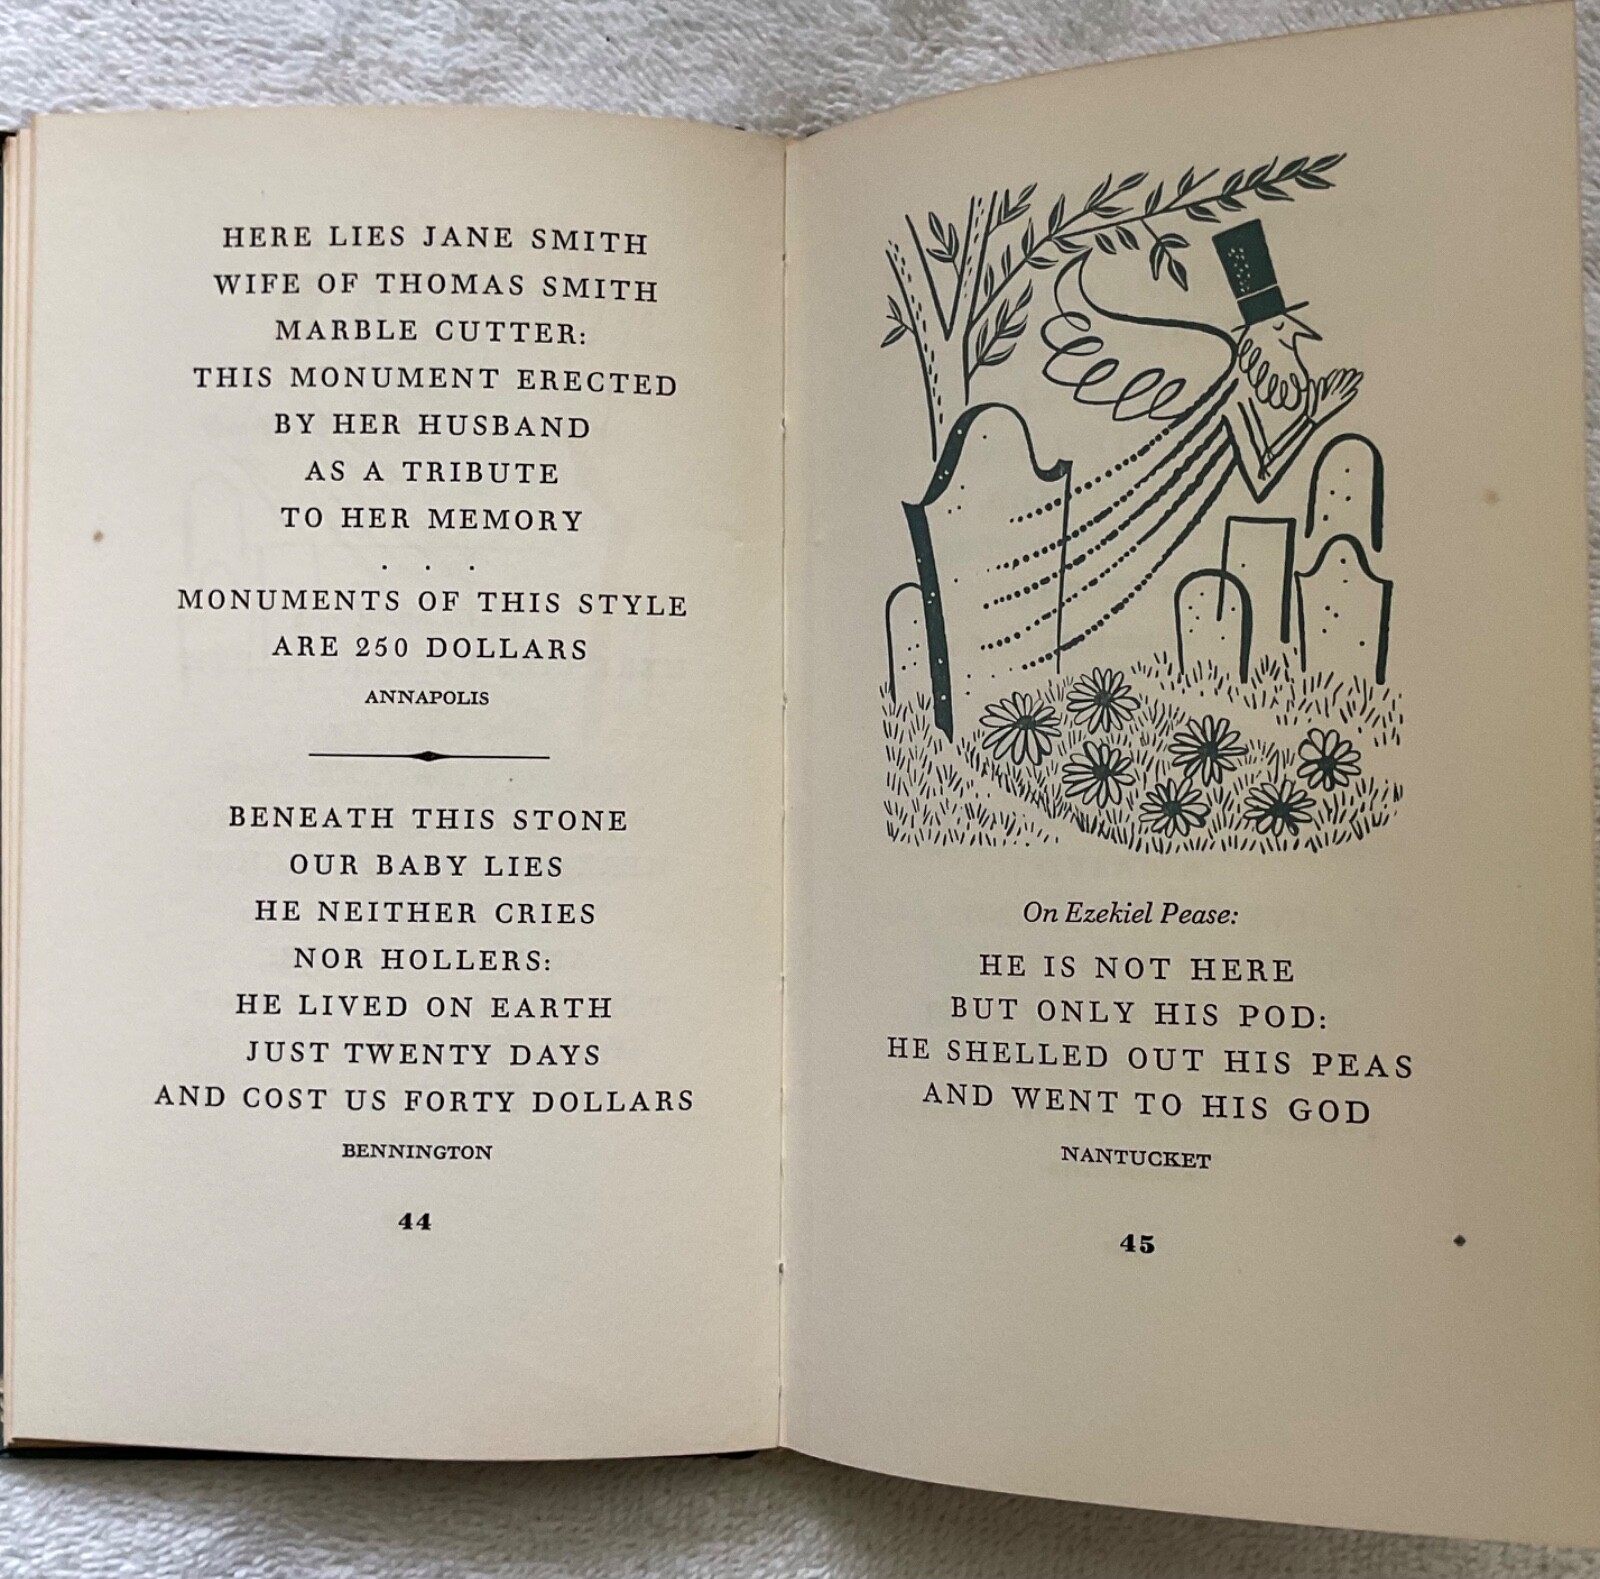 HERE LIES JANE SMITH
WIFE OF THOMAS SMITH
MARBLE CUTTER:
THIS MONUMENT ERECTED
BY HER HUSBAND
AS A TRIBUTE
TO HER MEMORY
. . .
MONUMENTS OF THIS STYLE
ARE 250 DOLLARS
ANNAPOLIS
BENEATH THIS STONE
OUR BABY LIES
HE NEITHER CRIES
NOR HOLLERS:
HE LIVED ON EARTH
JUST TWENTY DAYS
AND COST US FORTY DOLLARS
BENNINGTON
44
On Ezekiel Pease:
HE IS NOT HERE
BUT ONLY HIS POD:
HE SHELLED OUT HIS PEAS
AND WENT TO HIS GOD
NANTUCKET
45